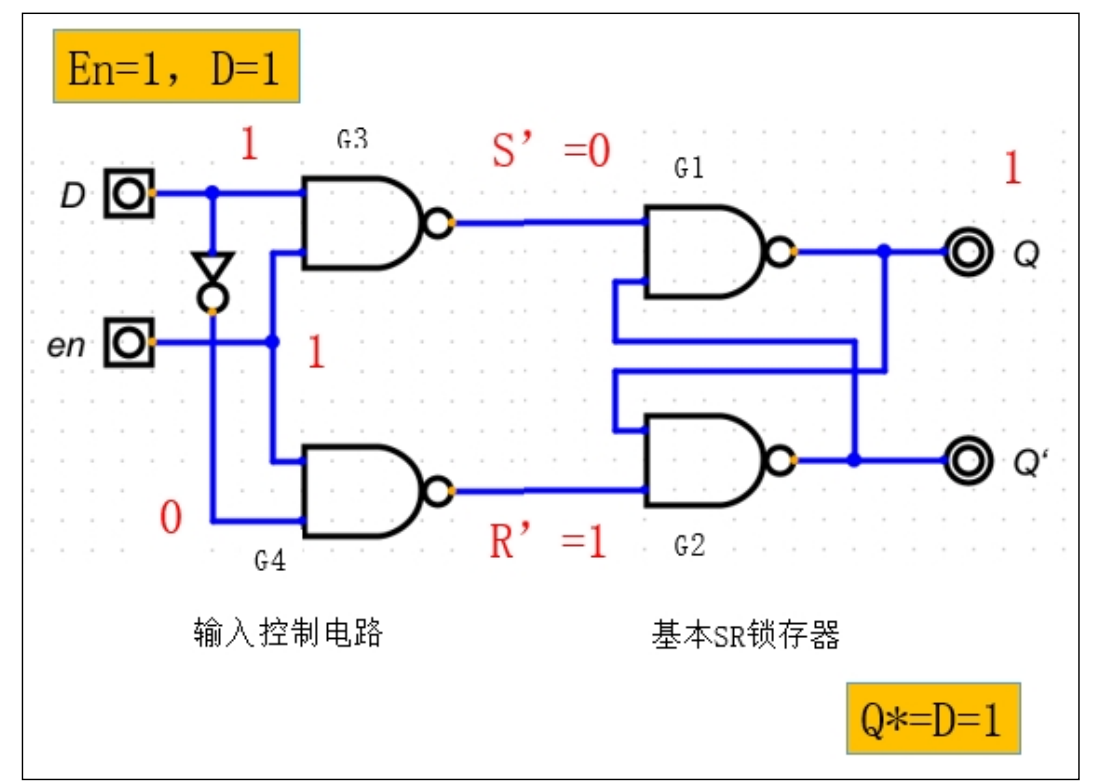 En=1, D=1
1
G3
S’=0
G1
1
D
Q
en
1
0
R’=1
Q‘
G4
G2
输入控制电路
基本SR锁存器
Q*=D=1